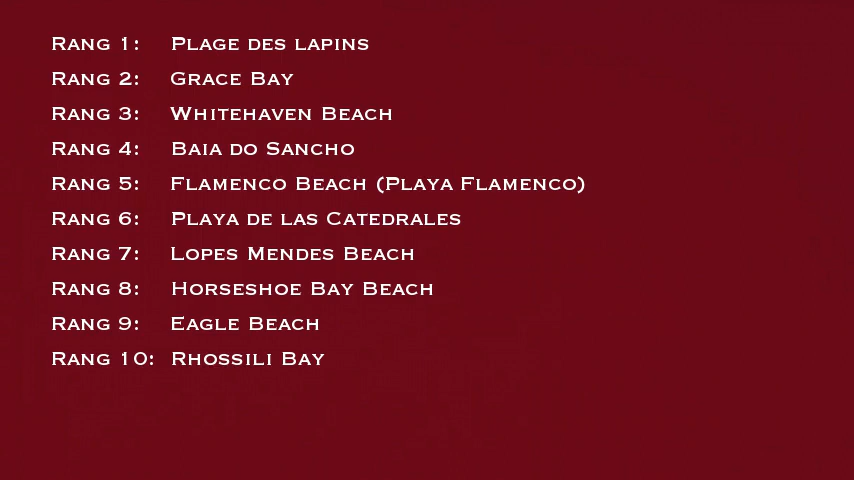 Rang 1: Plage des lapins
Rang 2: Grace Bay
Rang 3: Whitehaven Beach
Rang 4: Baia do Sancho
Rang 5: Flamenco Beach (Playa Flamenco)
Rang 6: Playa de las Catedrales
Rang 7: Lopes Mendes Beach
Rang 8: Horseshoe Bay Beach
Rang 9: Eagle Beach
Rang 10: Rhossili Bay